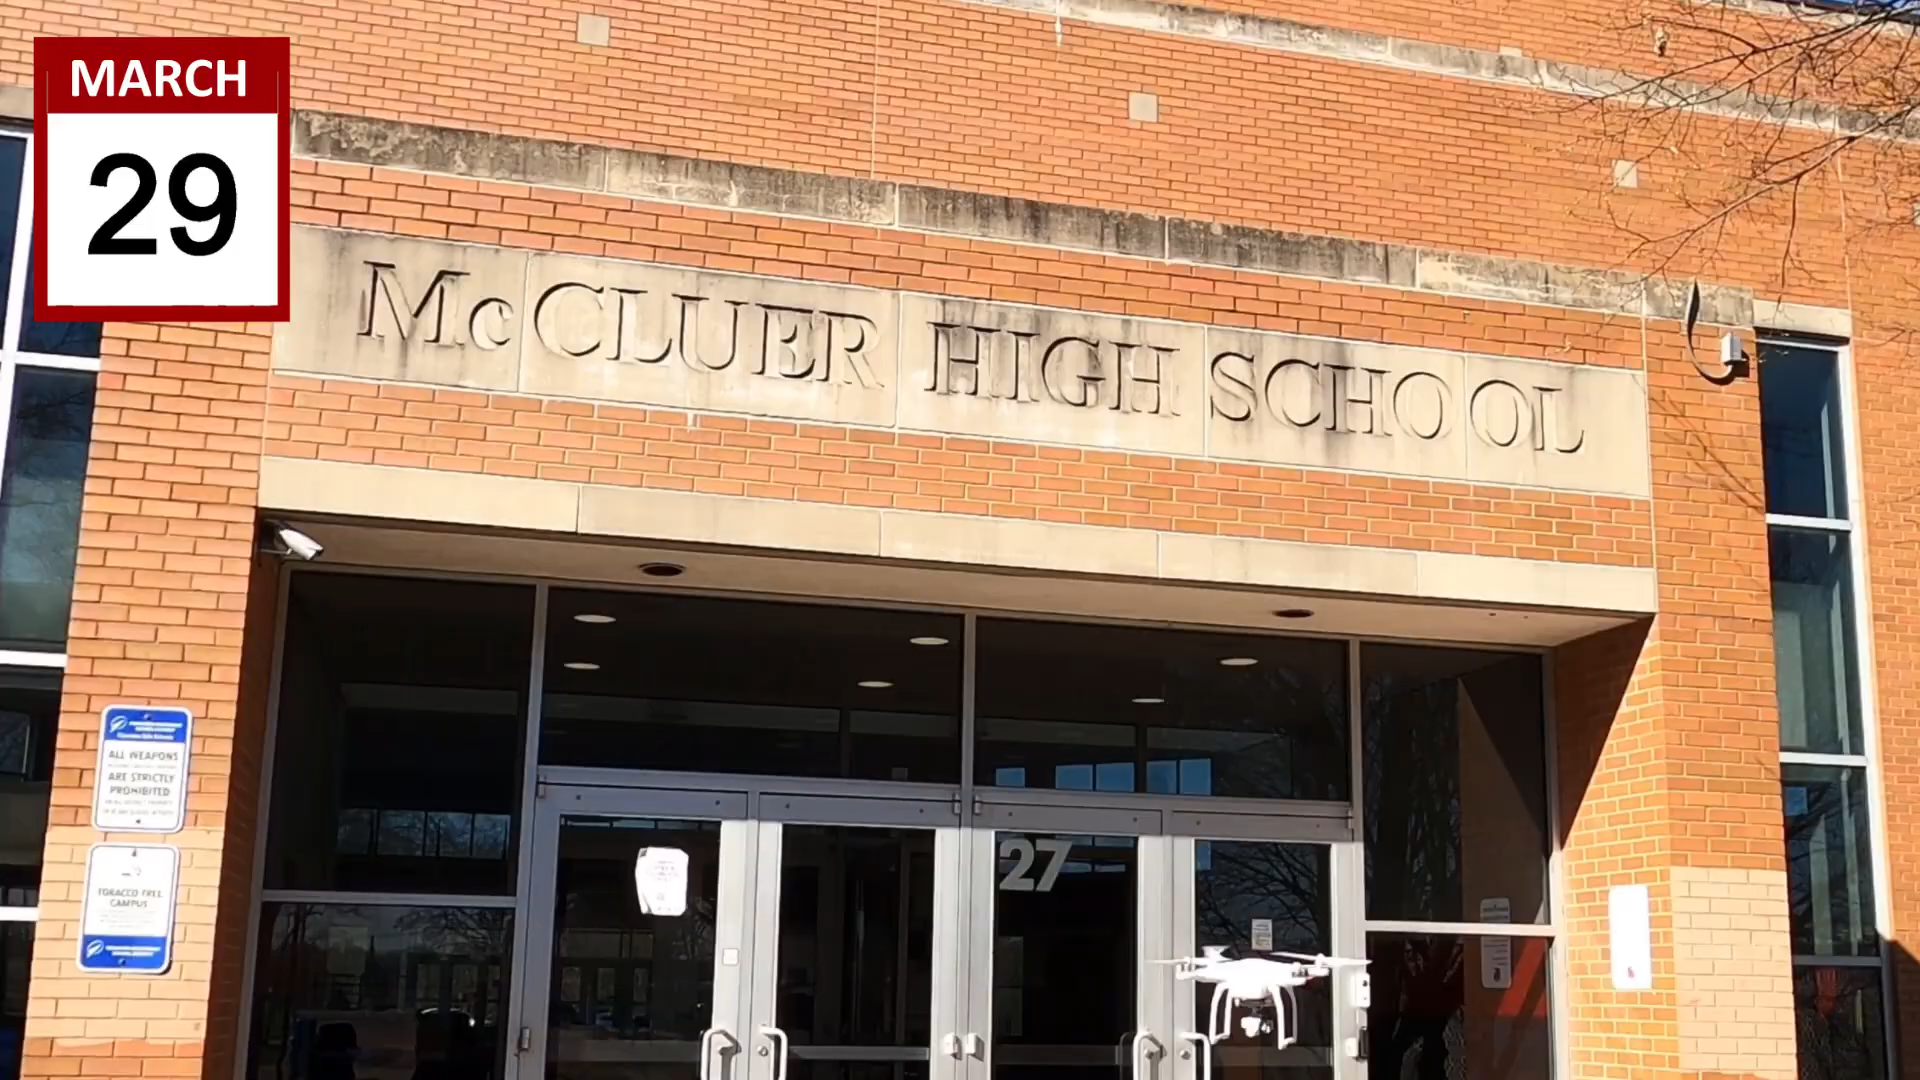 MARCH
29
McCLUER HIGH SCHOOL
ALL WEAPONS
ARE STRICTLY
PROHIBITED
TOBACCO FREE
CAMPUS
27